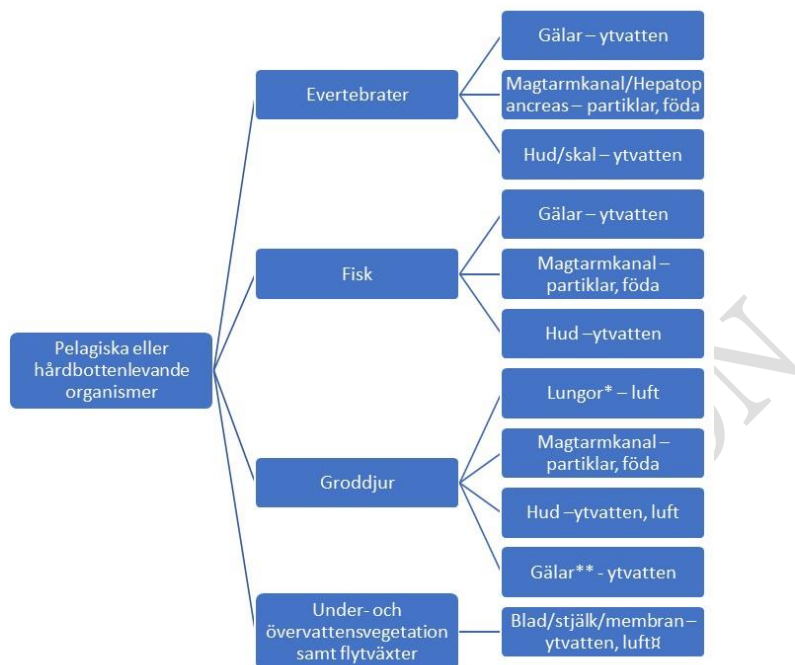 Pelagiska eller
hårdbottenlevande
organismer
Evertebrater
Gälar – ytvatten
Magtarmkanal/Hepatop
ancreas – partiklar, föda
Hud/skal – ytvatten
Fisk
Gälar – ytvatten
Magtarmkanal –
partiklar, föda
Hud –ytvatten
Groddjur
Lungor* – luft
Magtarmkanal –
partiklar, föda
Hud –ytvatten, luft
Gälar** - ytvatten
Under- och
övervattensvegetation
samt flytväxter
Blad/stjälk/membran–
ytvatten, luft¤